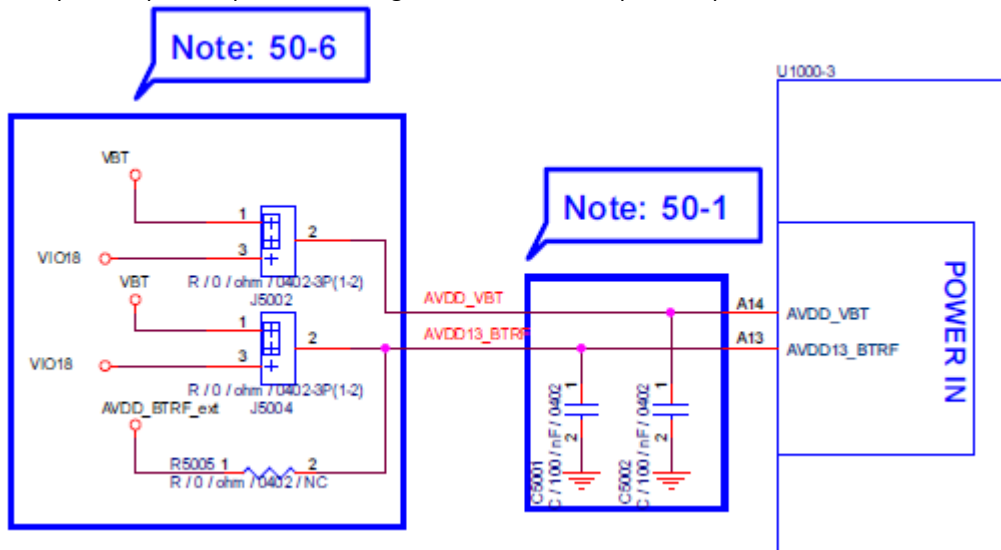 Note: 50-6
U1000-3
VBT
1
2
VIO18
3
R / 0 / ohm / 0402-3P(1-2)
J5002
VBT
1
2
VIO18
3
R / 0 / ohm / 0402-3P(1-2)
J5004
AVDD_BTRF_ext
R5005 1
2
R / 0 / ohm / 0402 / NC
Note: 50-1
AVDD_VBT
AVDD13_BTRF
1
2
C5001
C / 100 / nF / 0402
1
2
C5002
C / 100 / nF / 0402
A14
AVDD_VBT
A13
AVDD13_BTRF
POWER IN